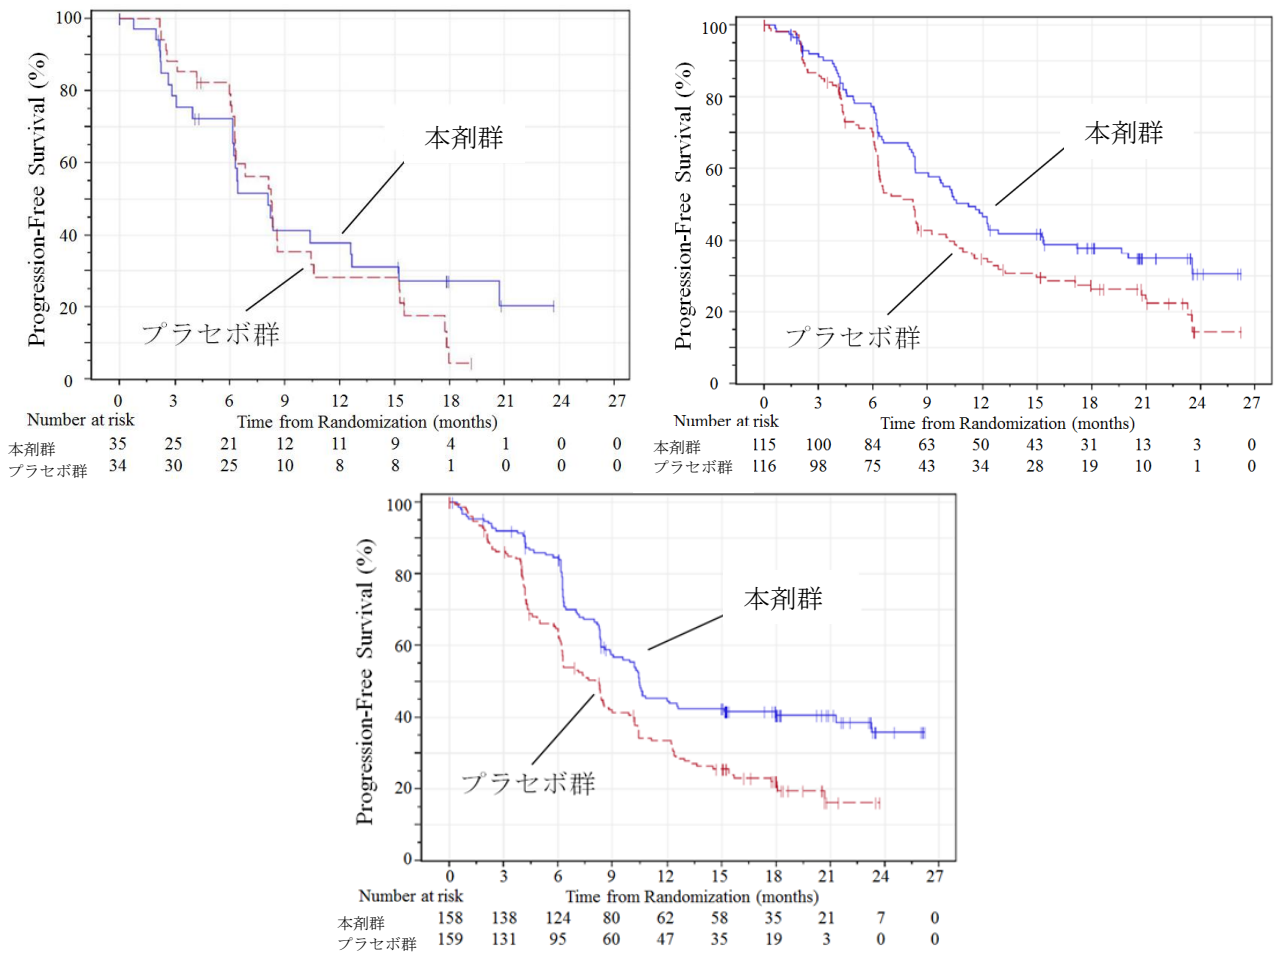 Progression-Free Survival (%)
100
80
60
40
20
0
本剤群
プラセボ群
0 3 6 9 12 15 18 21 24 27
Number at risk Time from Randomization (months)
本剤群 35 25 21 12 11 9 4 1 0 0
プラセボ群 34 30 25 10 8 8 1 0 0 0
Progression-Free Survival (%)
100
80
60
40
20
0
本剤群
プラセボ群
0 3 6 9 12 15 18 21 24 27
Number at risk Time from Randomization (months)
本剤群 115 100 84 63 50 43 31 13 3 0
プラセボ群 116 98 75 43 34 28 19 10 1 0
Progression-Free Survival (%)
100
80
60
40
20
0
本剤群
プラセボ群
0 3 6 9 12 15 18 21 24 27
Number at risk Time from Randomization (months)
本剤群 158 138 124 80 62 58 35 21 7 0
プラセボ群 159 131 95 60 47 35 19 3 0 0